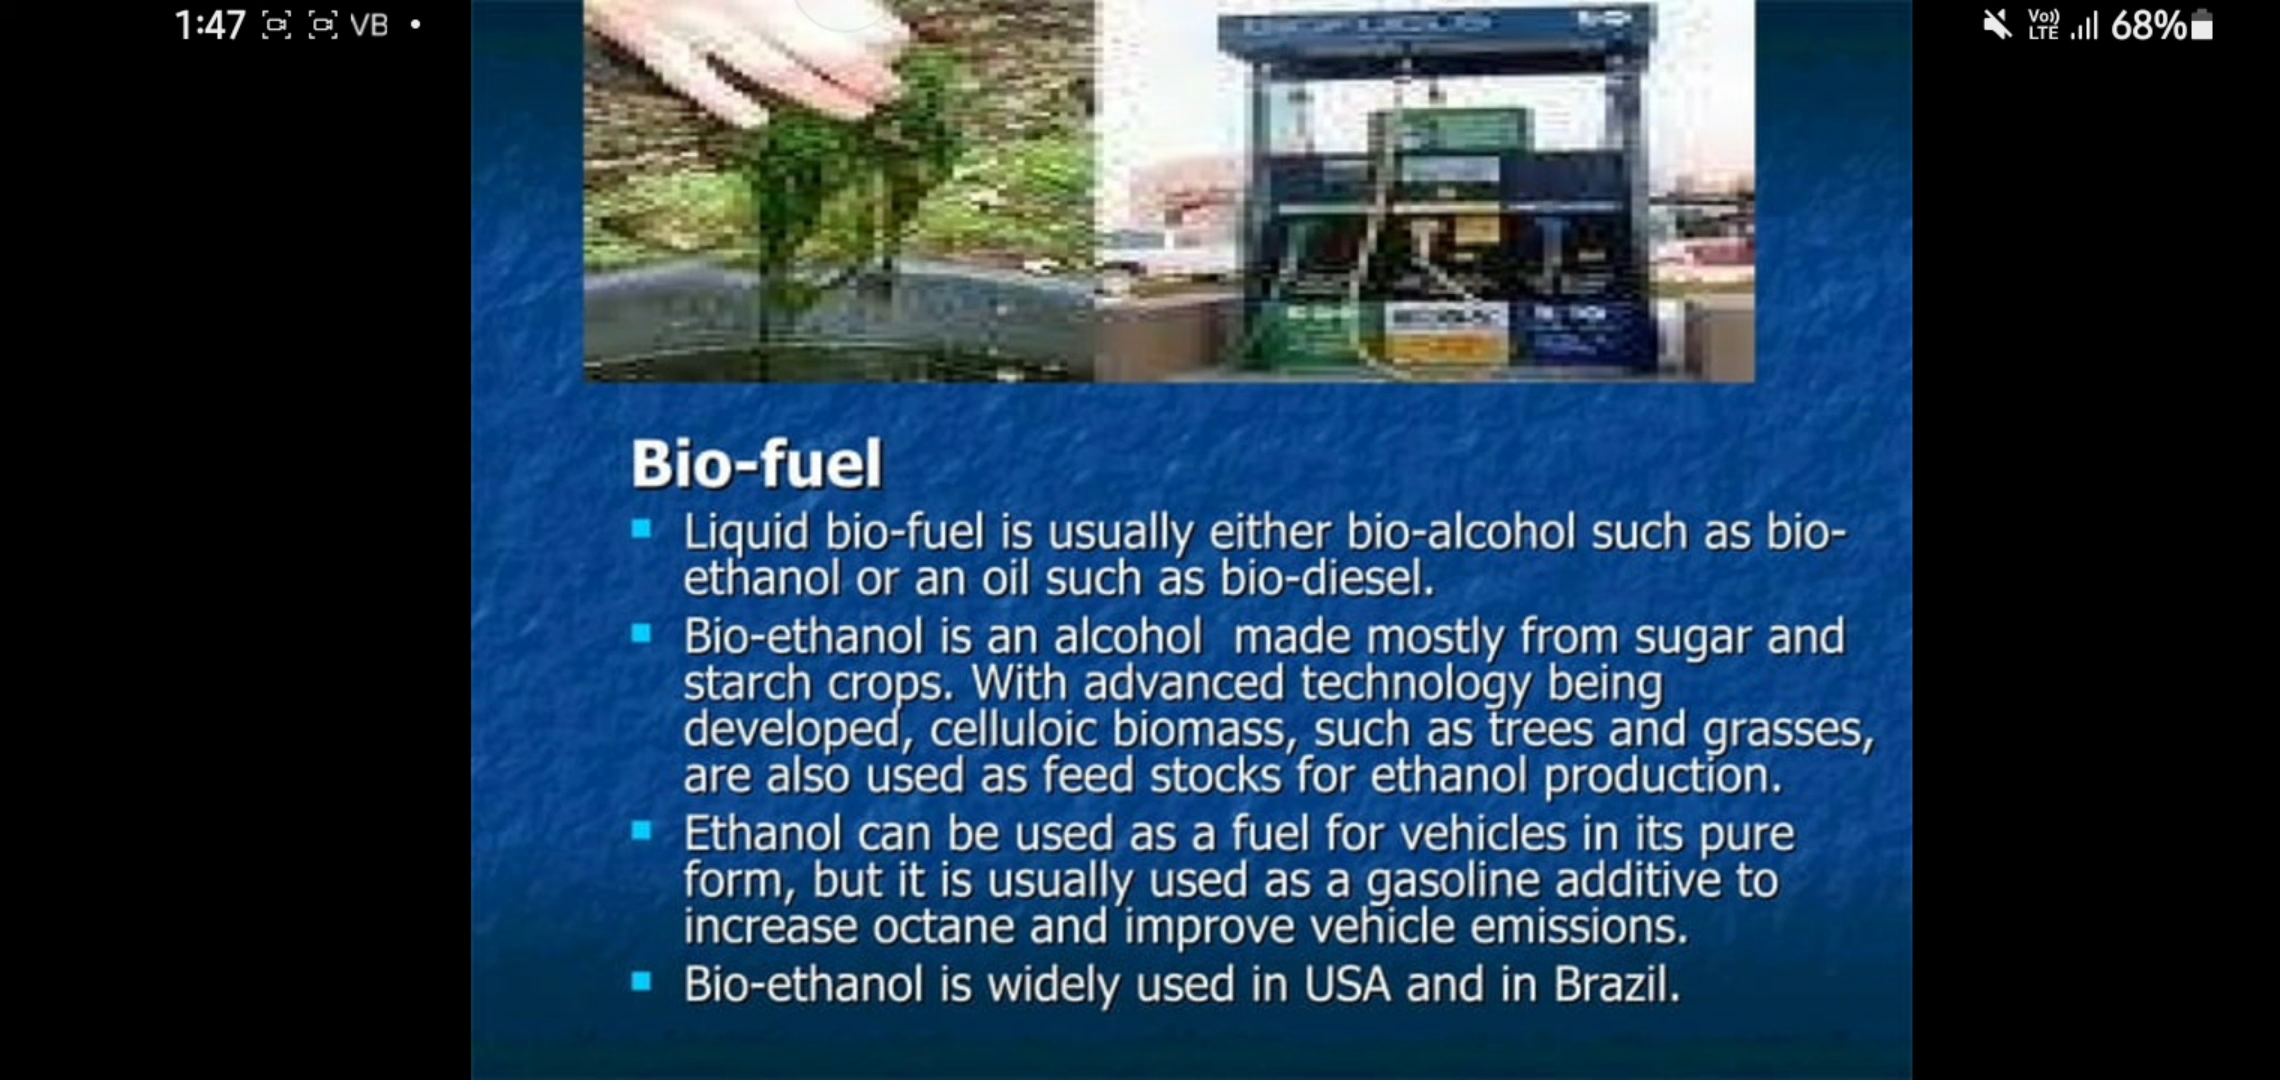 1:47 VB •
Vo)) LTE 68%
Bio-fuel
Liquid bio-fuel is usually either bio-alcohol such as bio-
ethanol or an oil such as bio-diesel.
Bio-ethanol is an alcohol made mostly from sugar and
starch crops. With advanced technology being
developed, celluloic biomass, such as trees and grasses,
are also used as feed stocks for ethanol production.
Ethanol can be used as a fuel for vehicles in its pure
form, but it is usually used as a gasoline additive to
increase octane and improve vehicle emissions.
Bio-ethanol is widely used in USA and in Brazil.